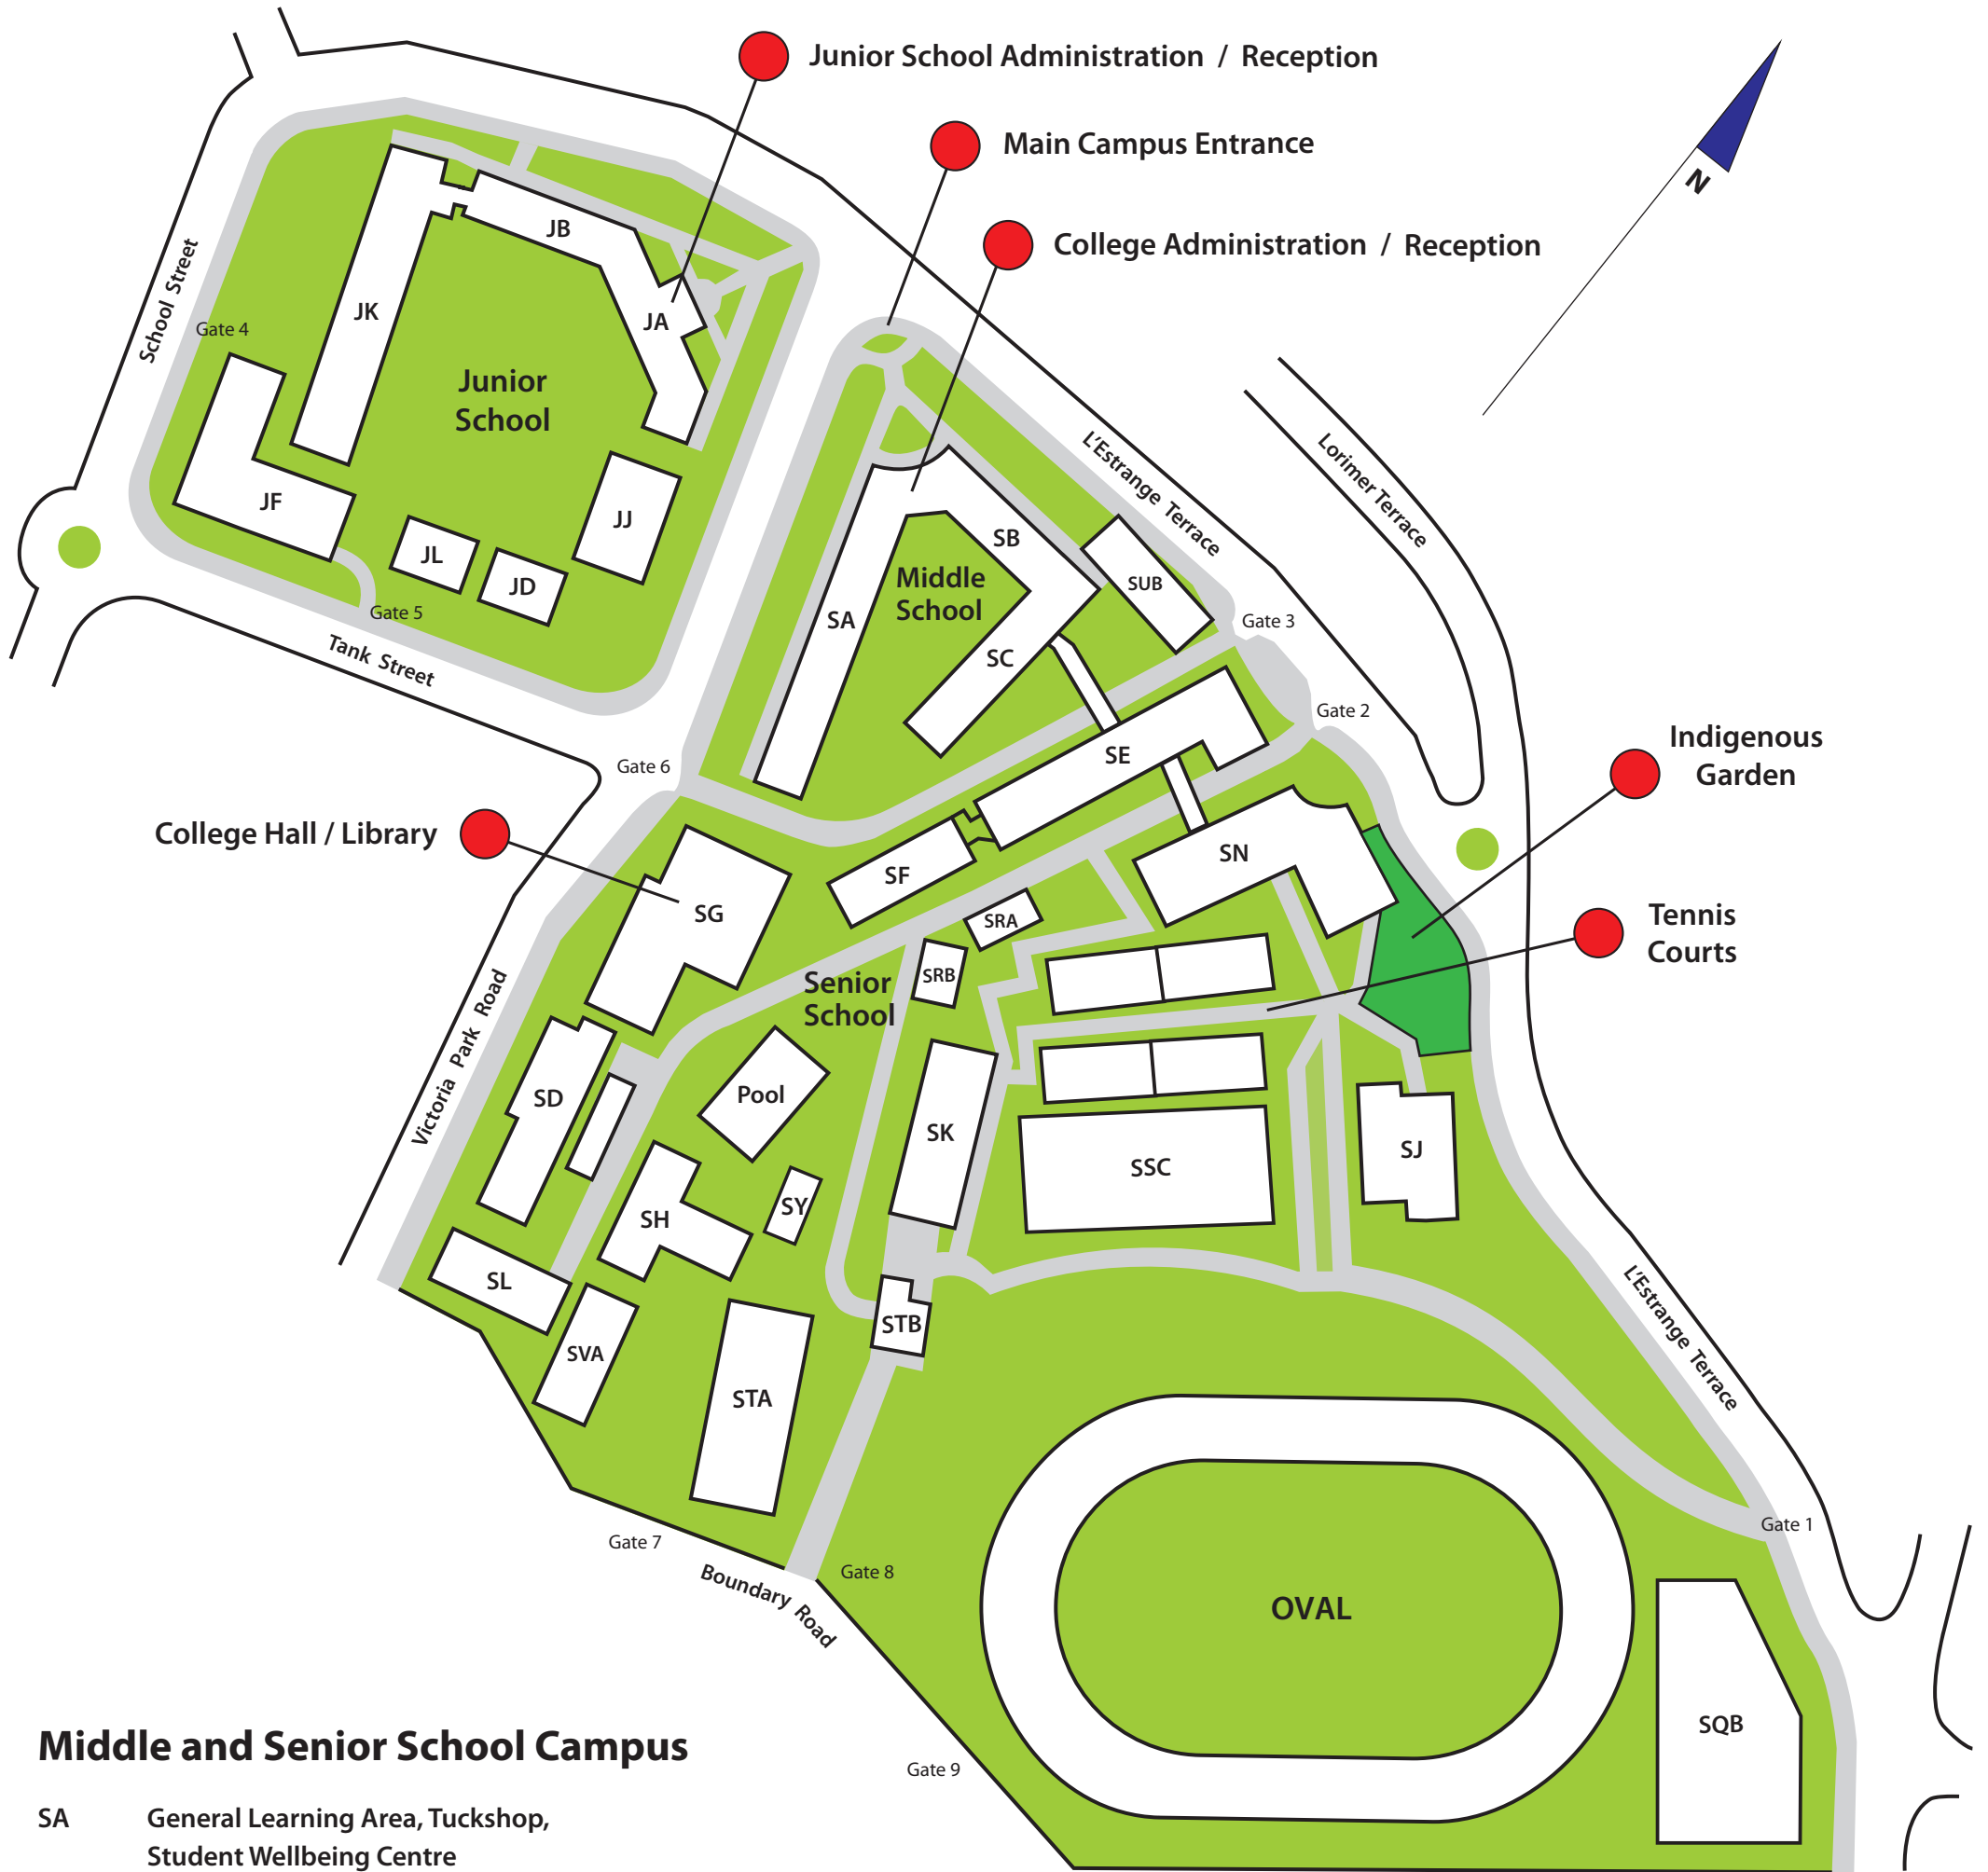 Junior School Administration / Reception
Main Campus Entrance
College Administration / Reception
N
JB
JK
JA
School Street
Gate 4
Junior
School
L'Estrange Terrace
Lorimer Terrace
JF
JJ
JL
JD
SB
Middle
School
SUB
SA
SC
Gate 5
Gate 3
Tank Street
Gate 2
Indigenous
Garden
SE
Gate 6
College Hall / Library
SN
SF
SG
SRA
Tennis
Courts
SRB
Senior
School
Victoria Park Road
SD
Pool
SK
SSC
SJ
SY
SH
SL
STB
L'Estrange Terrace
SVA
STA
Gate 1
Gate 7
Gate 8
Boundary Road
OVAL
SQB
Gate 9
Middle and Senior School Campus
SA General Learning Area, Tuckshop,
Student Wellbeing Centre